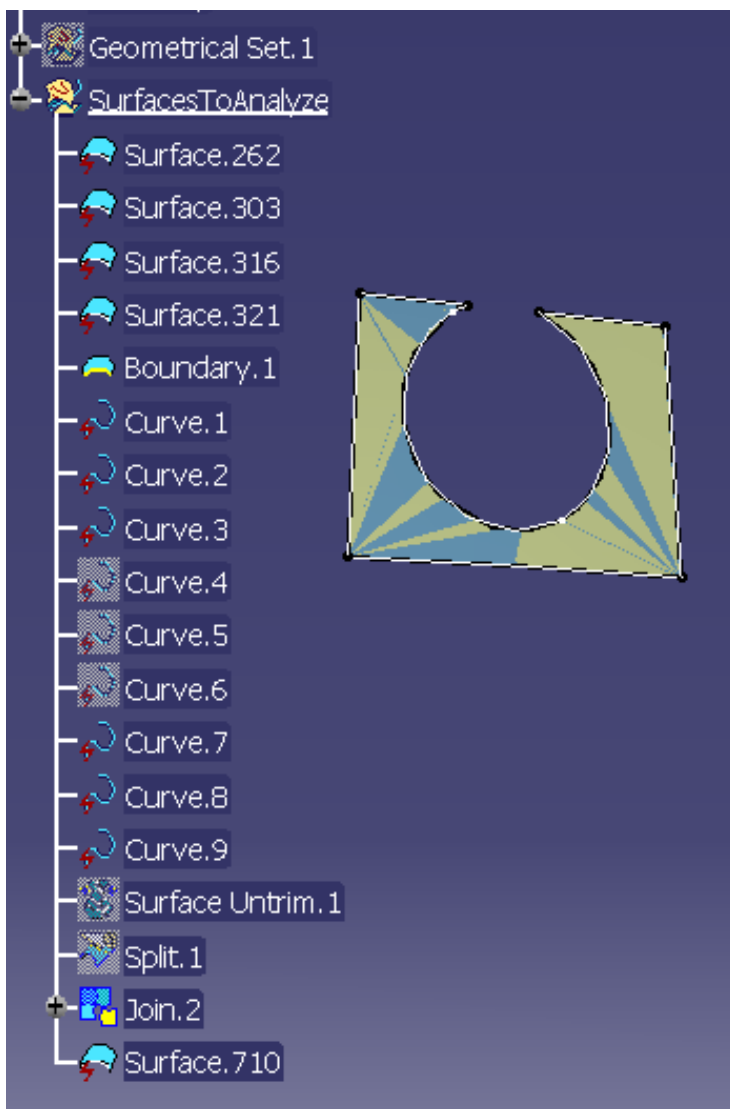 Geometrical Set.1
SurfacesToAnalyze
Surface.262
Surface.303
Surface.316
Surface.321
Boundary.1
Curve.1
Curve.2
Curve.3
Curve.4
Curve.5
Curve.6
Curve.7
Curve.8
Curve.9
Surface Untrim.1
Split.1
Join.2
Surface.710